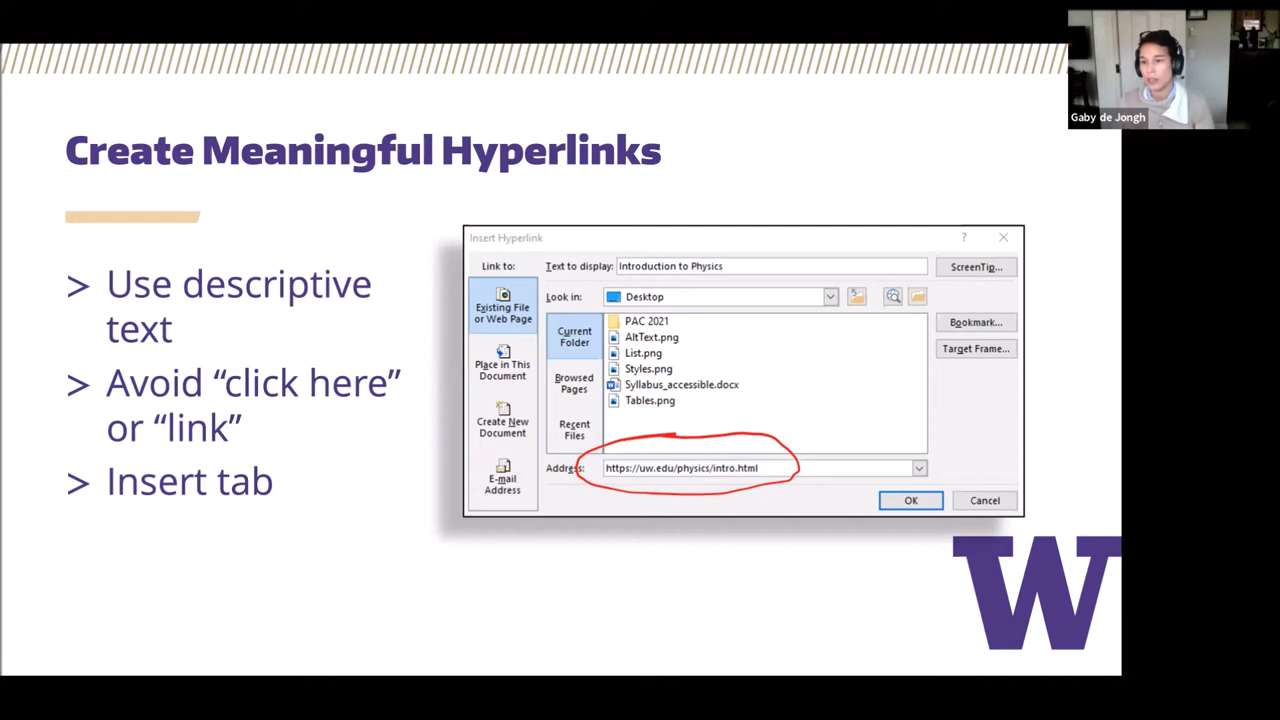 Gaby de Jongh
Create Meaningful Hyperlinks
> Use descriptive
text
> Avoid “click here”
or “link”
> Insert tab
Insert Hyperlink ? ×
Link to: Text to display: Introduction to Physics ScreenTip...
Existing File
or Web Page
Look in: Desktop
Place in This
Document
Create New
Document
E-mail
Address
Current
Folder
Browsed
Pages
Recent
Files
PAC 2021
AltText.png
List.png
Styles.png
Syllabus_accessible.docx
Tables.png
Bookmark...
Target Frame...
Address: https://uw.edu/physics/intro.html
OK Cancel
W